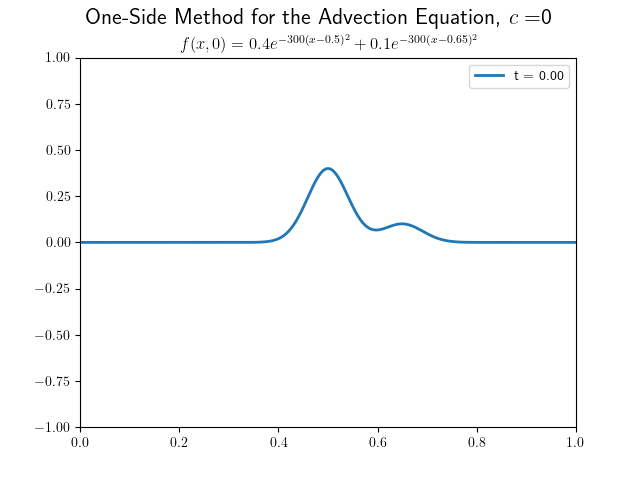 One-Side Method for the Advection Equation, c =0
f(x, 0) = 0.4e^{−300(x−0.5)^2} + 0.1e^{−300(x−0.65)^2}
1.00
t = 0.00
0.75
0.50
0.25
0.00
−0.25
−0.50
−0.75
−1.00
0.0 0.2 0.4 0.6 0.8 1.0